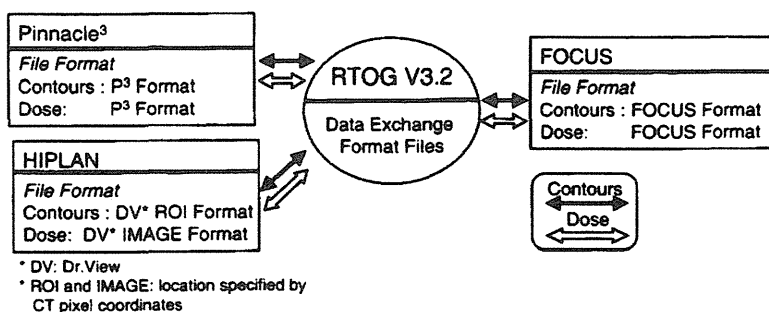 Pinnacle³
File Format
Contours : P³ Format
Dose: P³ Format
HIPLAN
File Format
Contours : DV* ROI Format
Dose: DV* IMAGE Format
* DV: Dr.View
* ROI and IMAGE: location specified by
CT pixel coordinates
RTOG V3.2
Data Exchange
Format Files
FOCUS
File Format
Contours : FOCUS Format
Dose: FOCUS Format
Contours
Dose